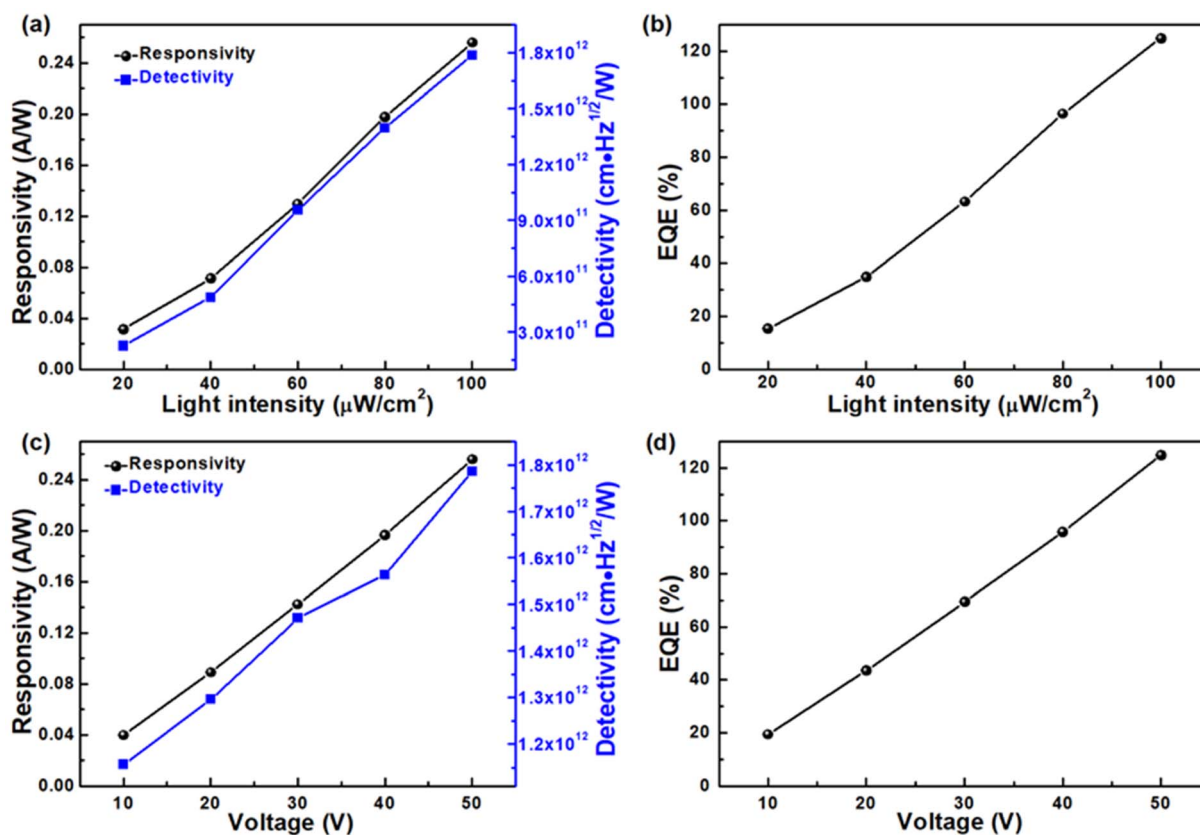 (a)
Responsivity
Detectivity
0.26
0.20
0.16
0.12
0.08
0.04
0.00
Responsivity (A/W)
1.8x10^12
1.5x10^12
1.2x10^12
9.0x10^11
6.0x10^11
3.0x10^11
Detectivity (cm•Hz^1/2/W)
20 40 60 80 100
Light intensity (μW/cm²)
(b)
120
100
80
60
40
20
0
EQE (%)
20 40 60 80 100
Light intensity (μW/cm²)
(c)
Responsivity
Detectivity
0.24
0.20
0.16
0.12
0.08
0.04
0.00
Responsivity (A/W)
1.8x10^12
1.7x10^12
1.6x10^12
1.5x10^12
1.4x10^12
1.3x10^12
1.2x10^12
Detectivity (cm•Hz^1/2/W)
10 20 30 40 50
Voltage (V)
(d)
120
100
80
60
40
20
0
EQE (%)
10 20 30 40 50
Voltage (V)